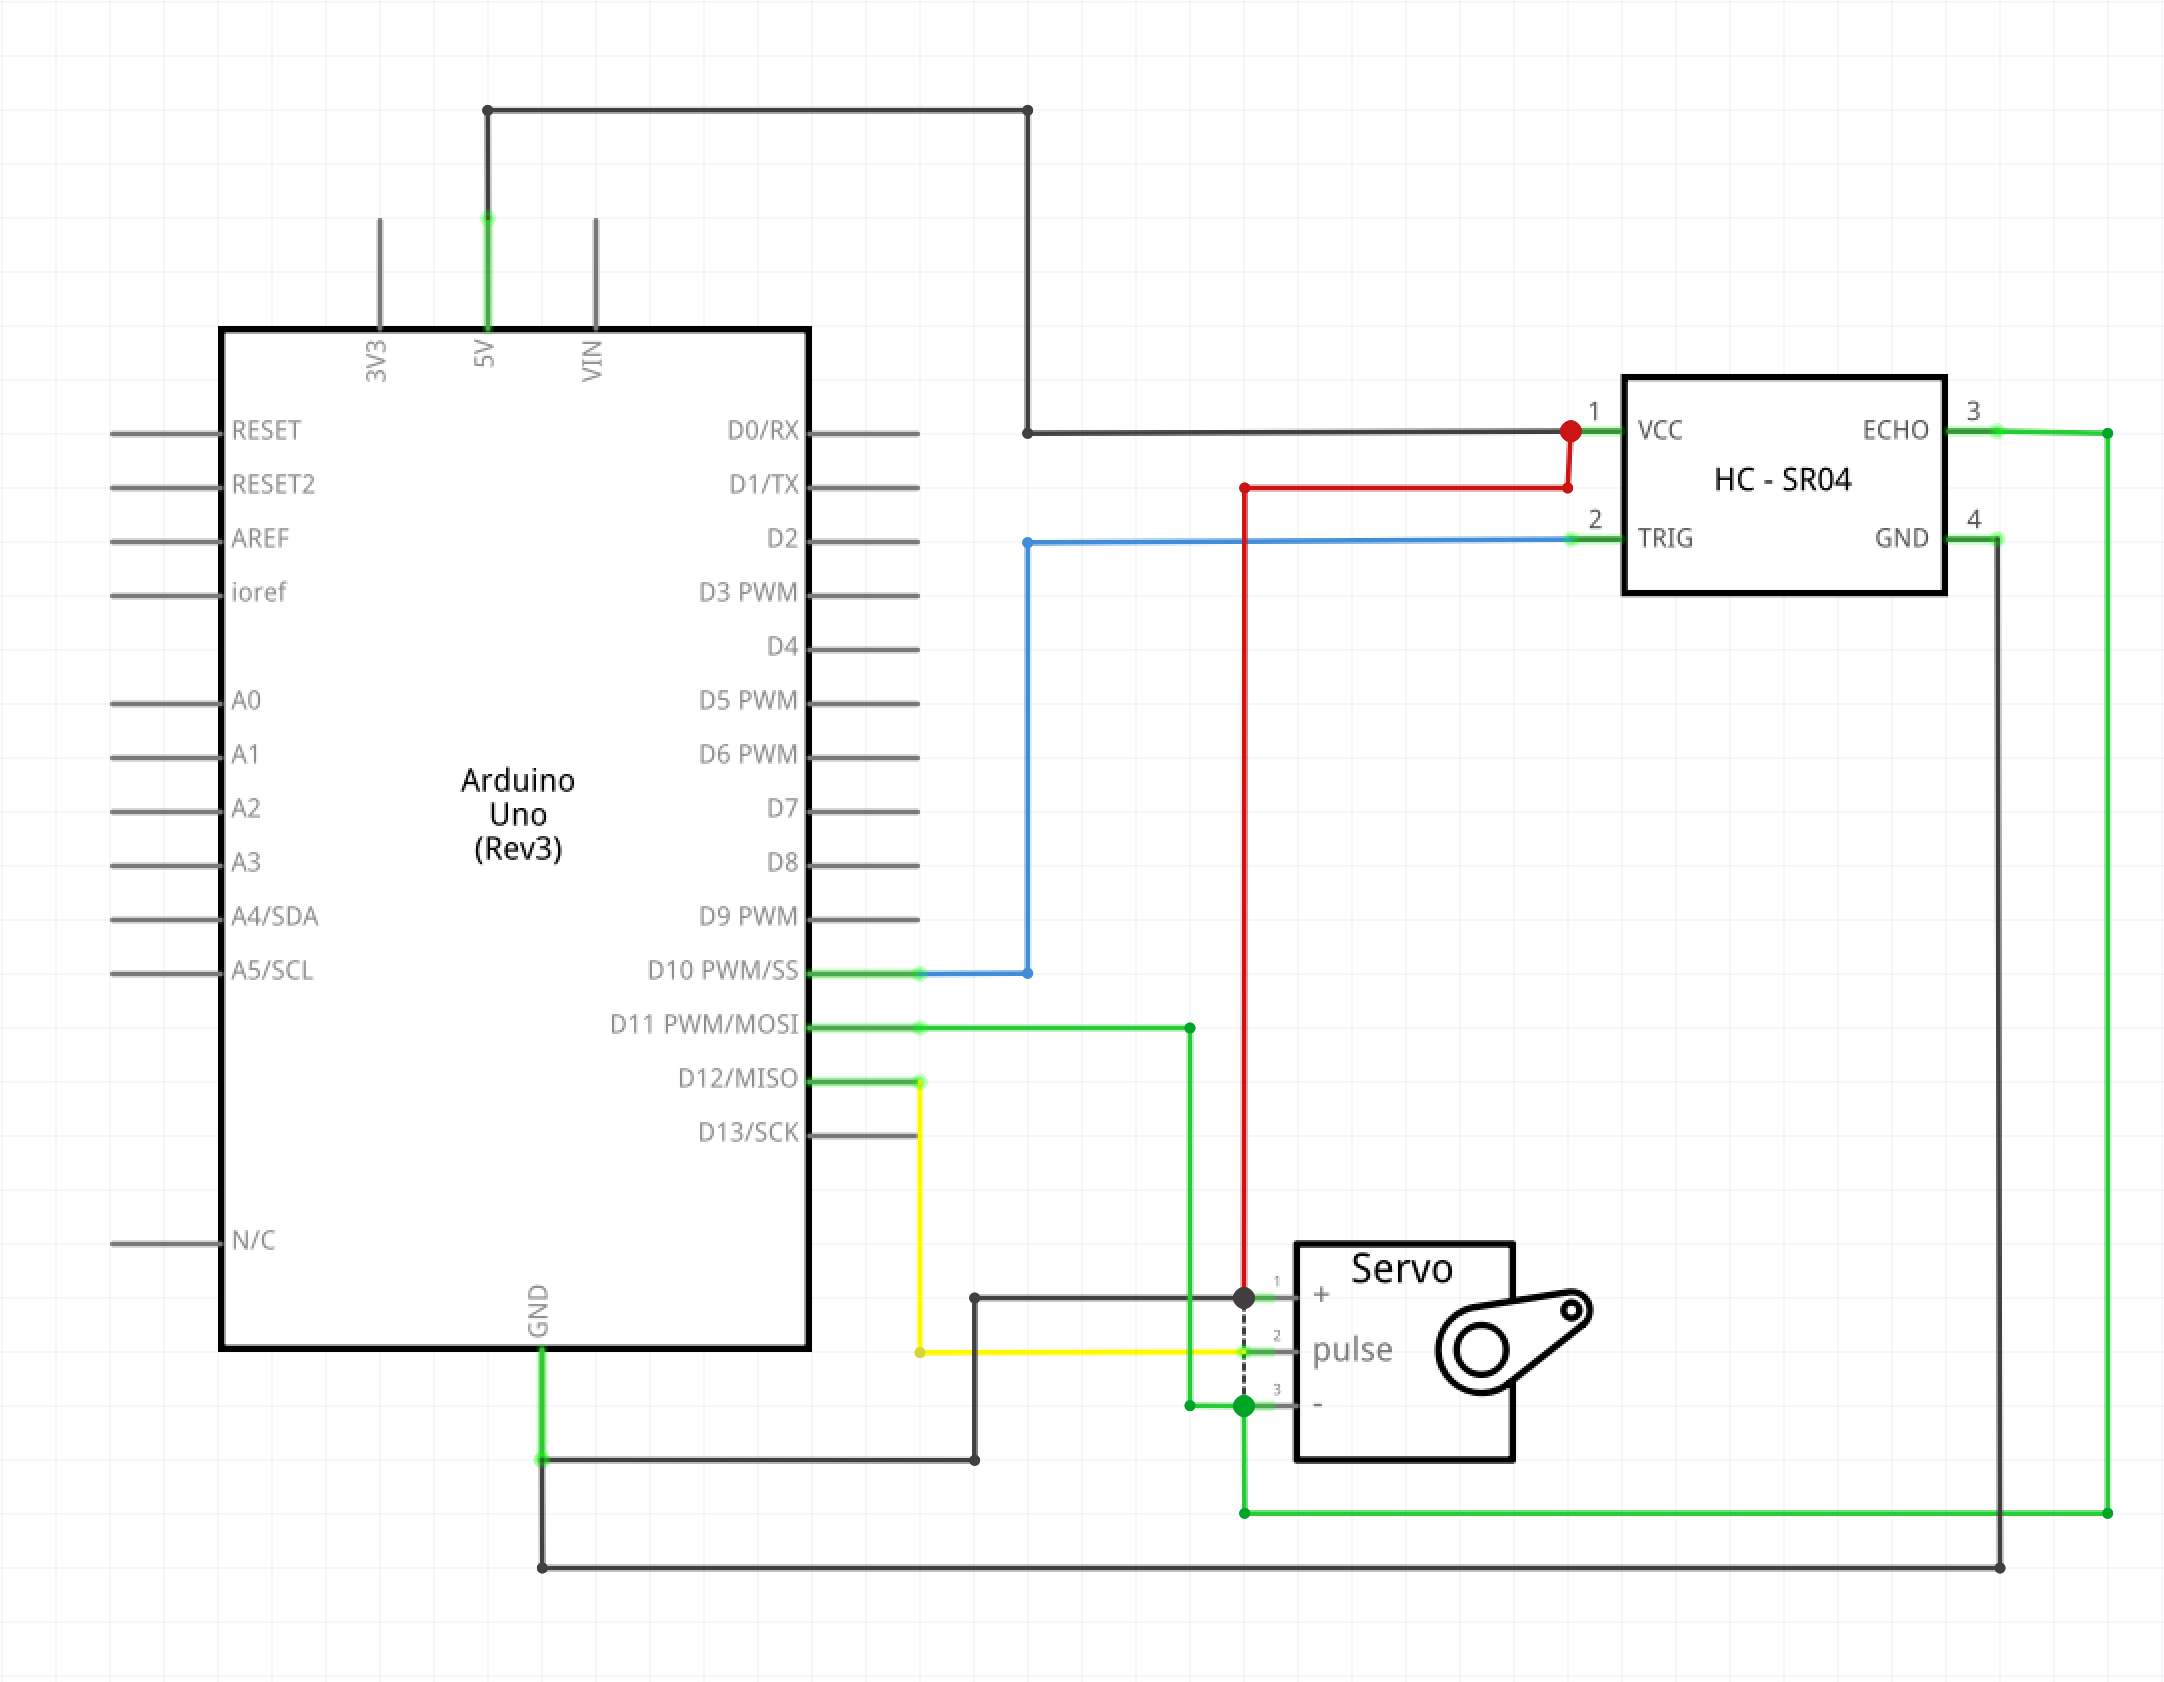 3V3
5V
VIN
RESET
RESET2
AREF
ioref
A0
A1
A2
A3
A4/SDA
A5/SCL
N/C
Arduino
Uno
(Rev3)
D0/RX
D1/TX
D2
D3 PWM
D4
D5 PWM
D6 PWM
D7
D8
D9 PWM
D10 PWM/SS
D11 PWM/MOSI
D12/MISO
D13/SCK
GND
1
VCC
2
TRIG
HC - SR04
3
ECHO
4
GND
Servo
1
+
2
pulse
3
-